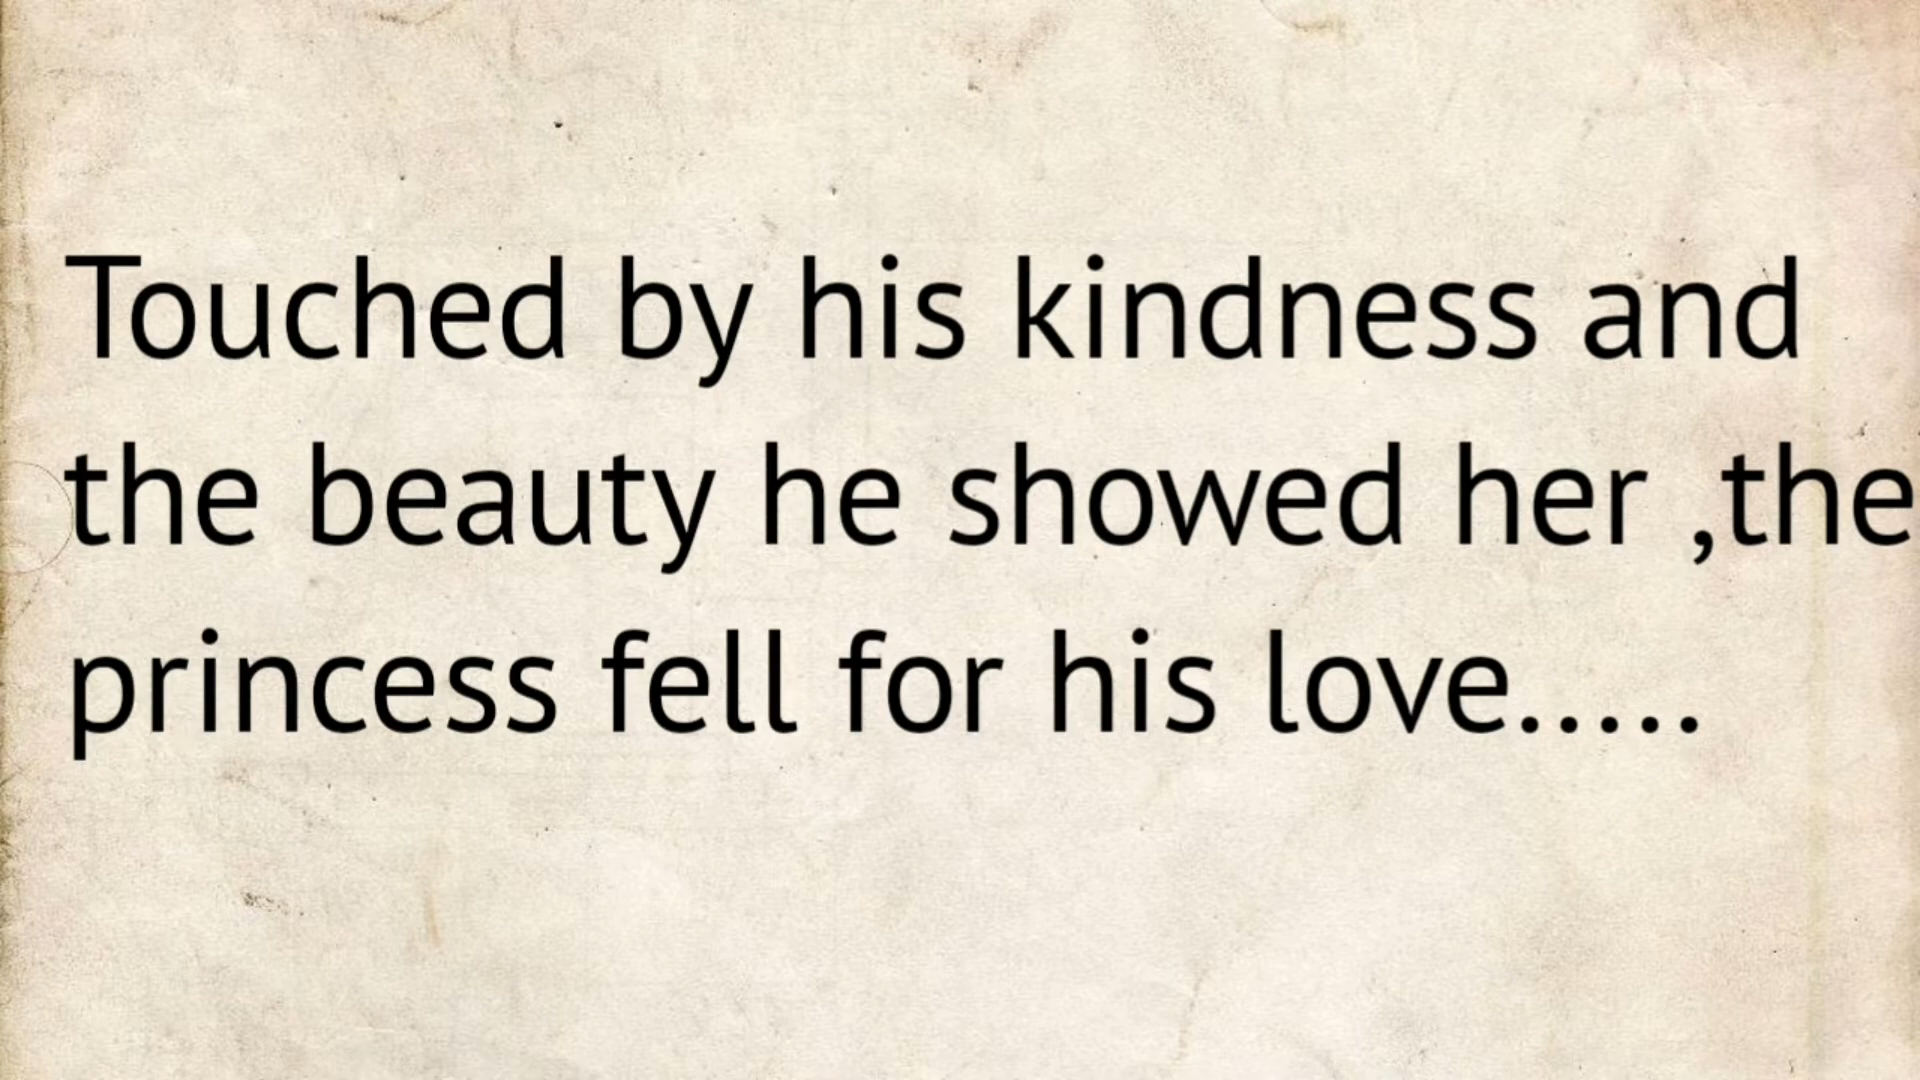 Touched by his kindness and
the beauty he showed her ,the
princess fell for his love.....